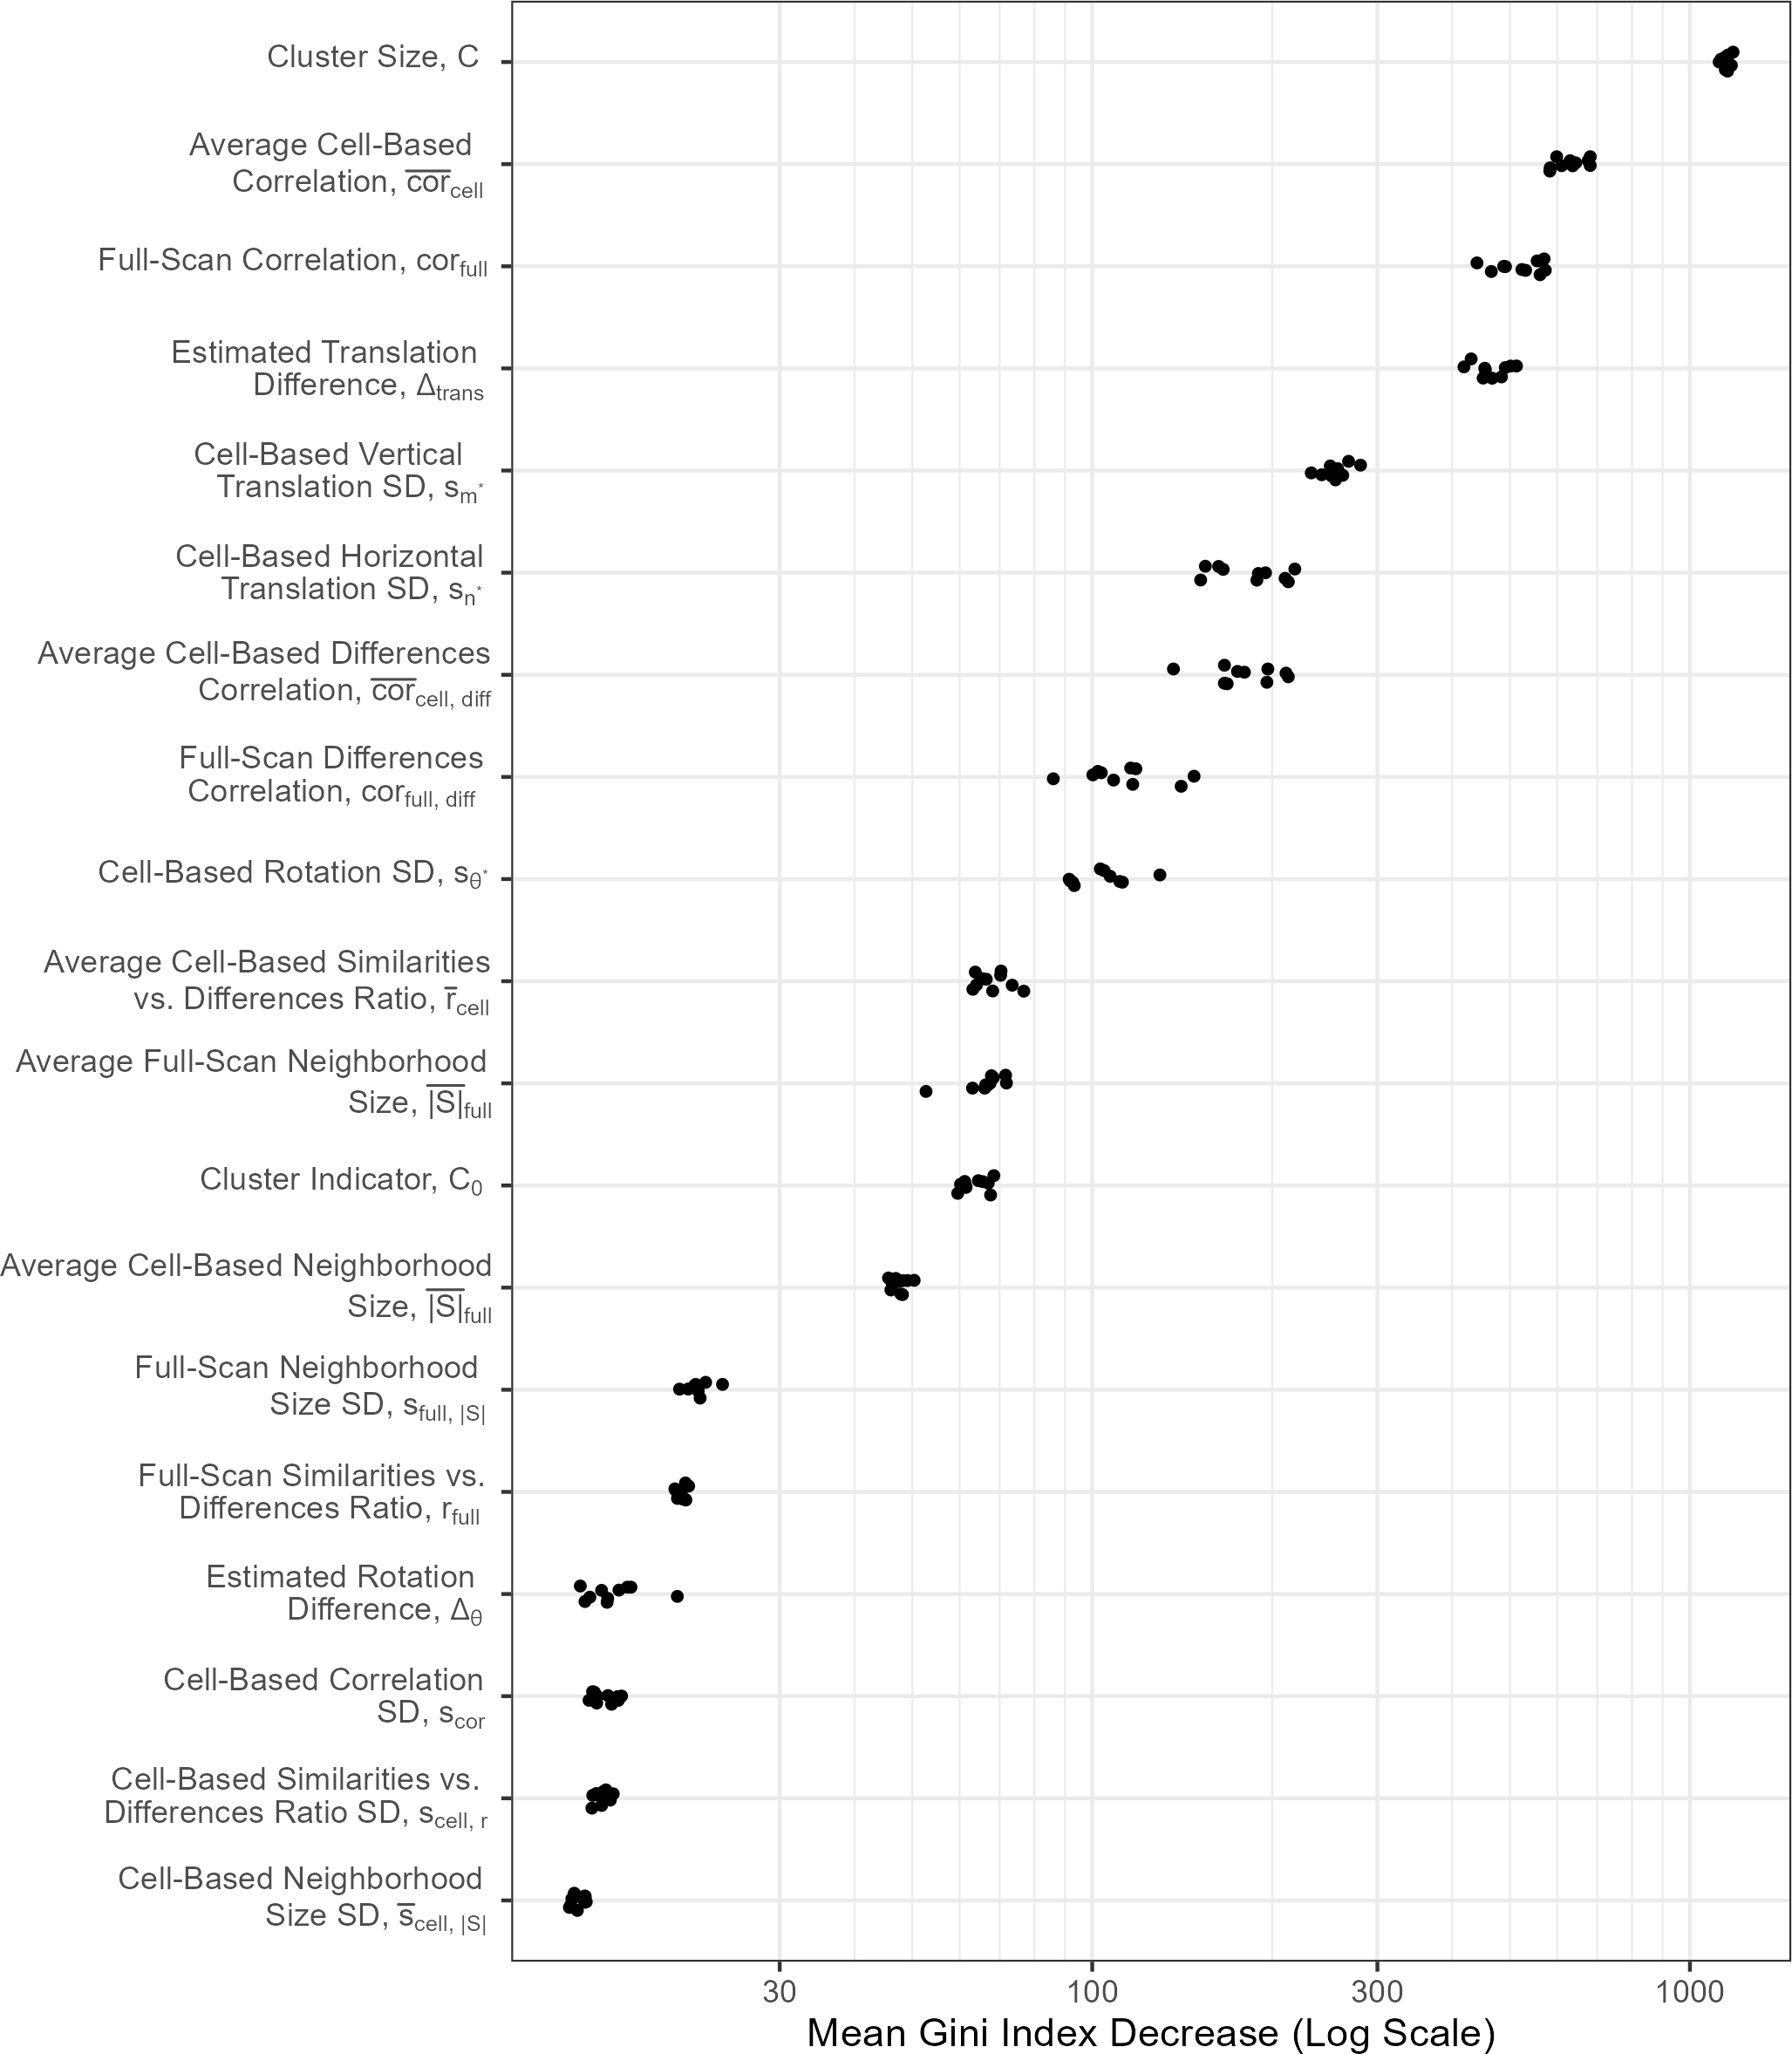 Cluster Size, C
Average Cell-Based
Correlation, c̅o̅r̅cell
Full-Scan Correlation, corfull
Estimated Translation
Difference, Δtrans
Cell-Based Vertical
Translation SD, sm*
Cell-Based Horizontal
Translation SD, sn*
Average Cell-Based Differences
Correlation, c̅o̅r̅cell, diff
Full-Scan Differences
Correlation, corfull, diff
Cell-Based Rotation SD, sθ*
Average Cell-Based Similarities
vs. Differences Ratio, r̅cell
Average Full-Scan Neighborhood
Size, |S̅|full
Cluster Indicator, C0
Average Cell-Based Neighborhood
Size, |S̅|full
Full-Scan Neighborhood
Size SD, sfull, |S|
Full-Scan Similarities vs.
Differences Ratio, rfull
Estimated Rotation
Difference, Δθ
Cell-Based Correlation
SD, scor
Cell-Based Similarities vs.
Differences Ratio SD, scell, r
Cell-Based Neighborhood
Size SD, s̅cell, |S|
30 100 300 1000
Mean Gini Index Decrease (Log Scale)